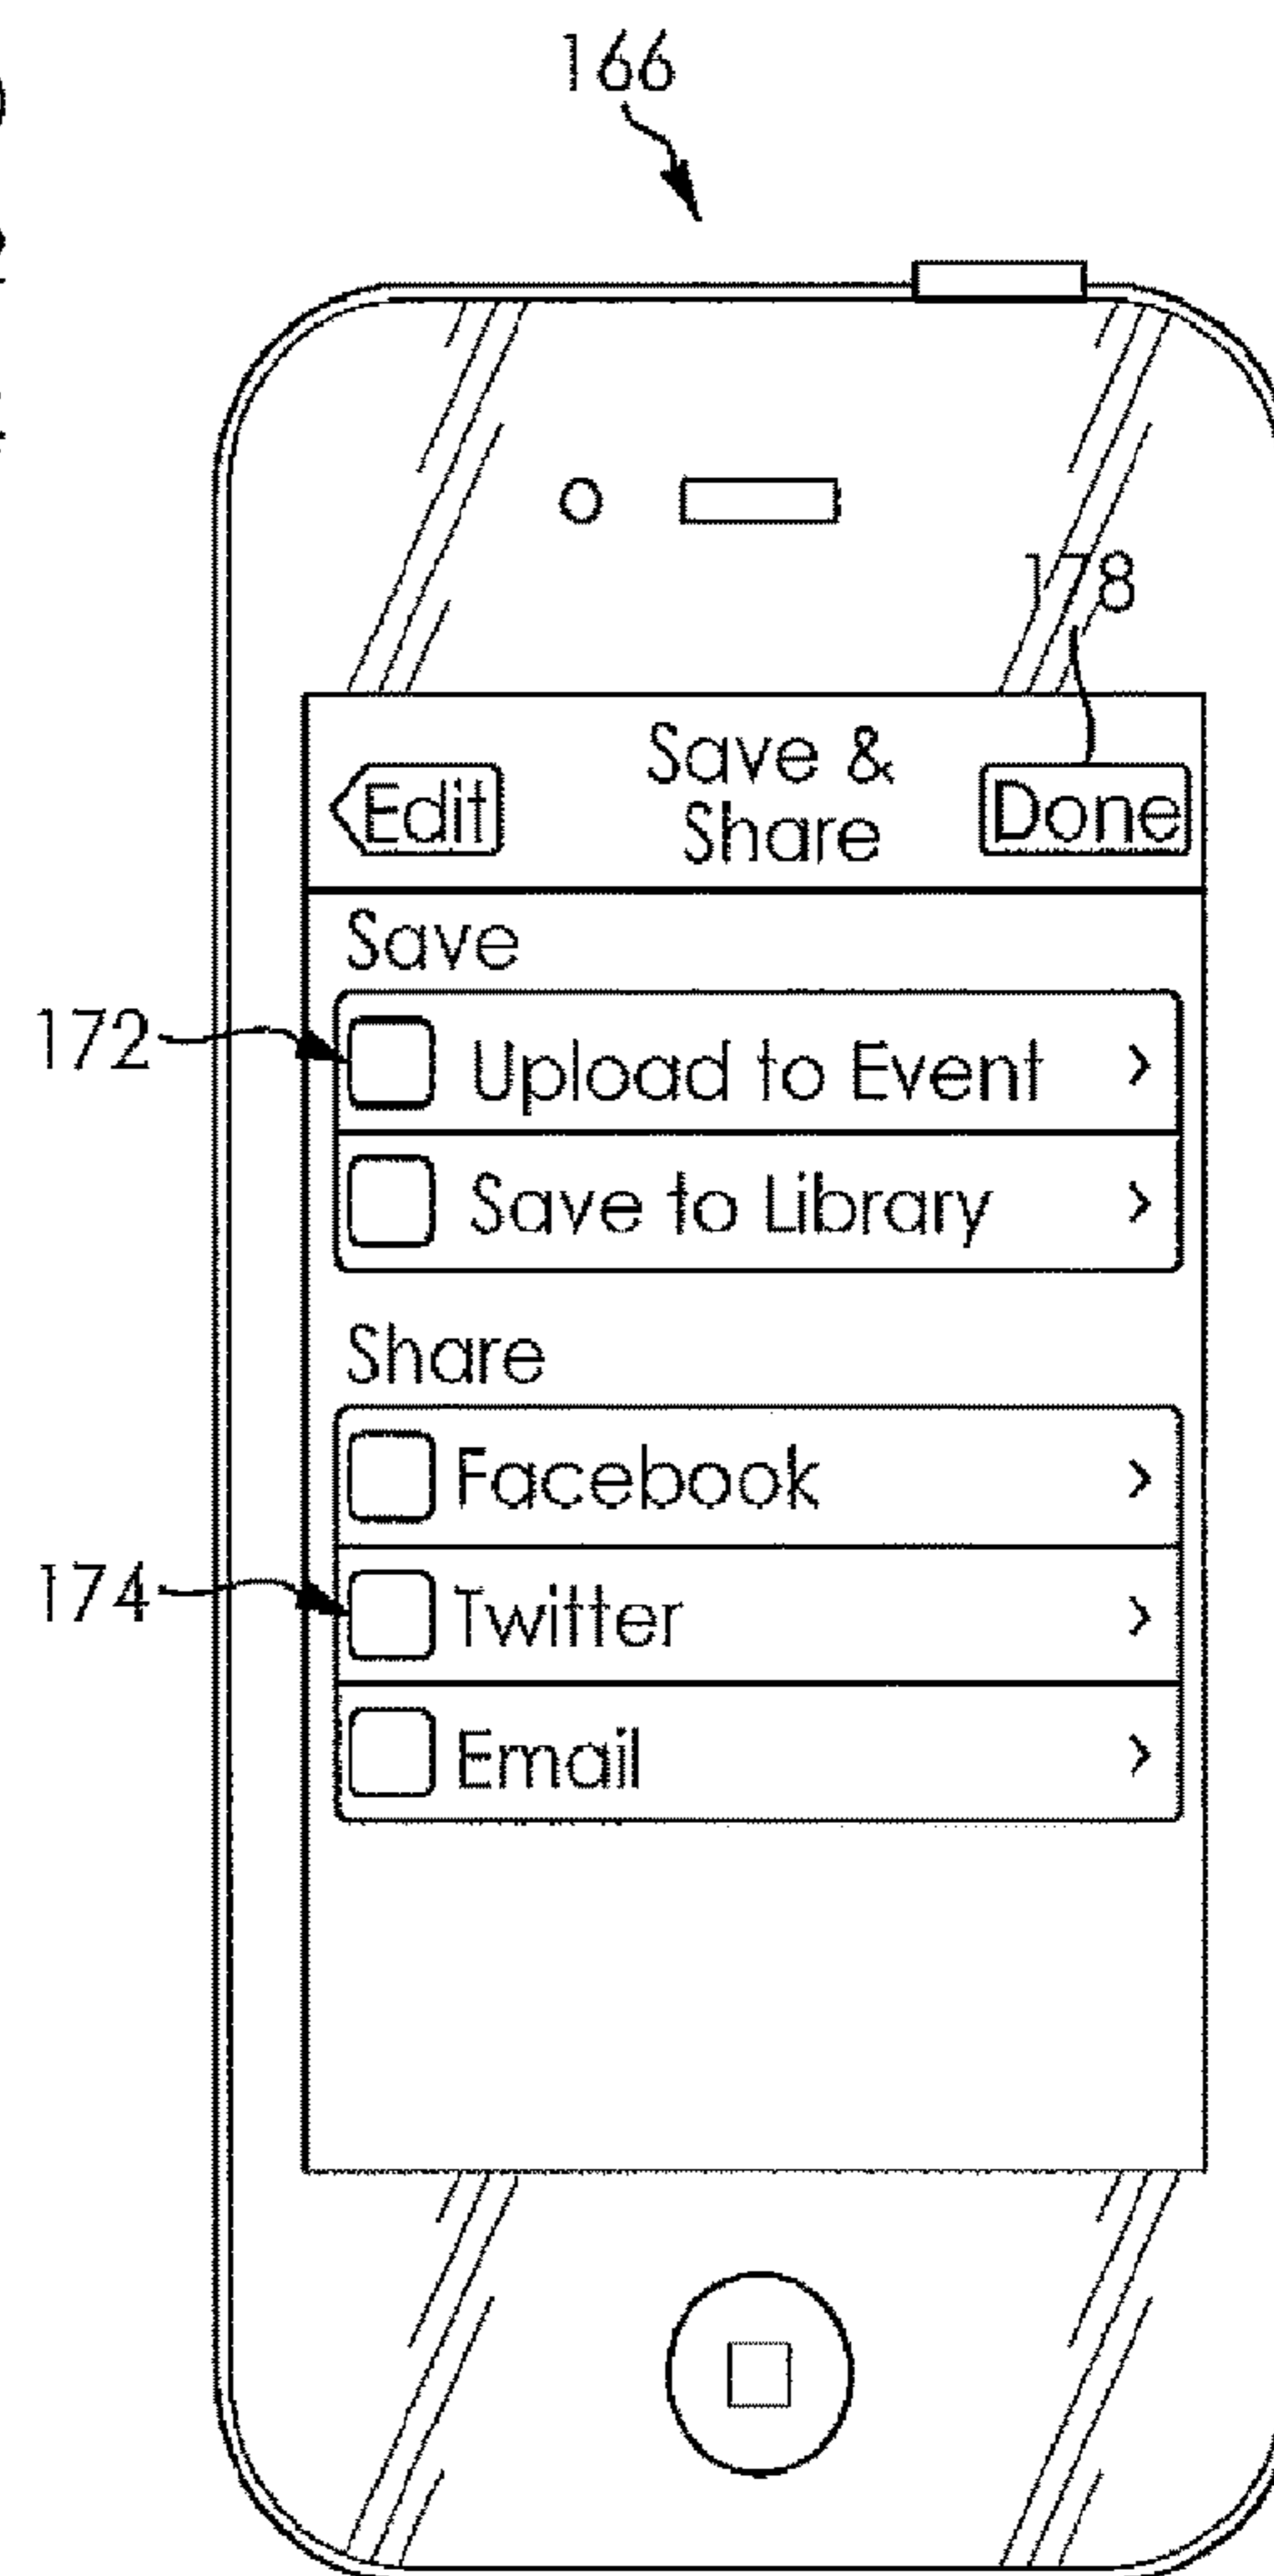 166
178
Edit
Save &
Share
Done
Save
172
Upload to Event
Save to Library
Share
Facebook
174
Twitter
Email